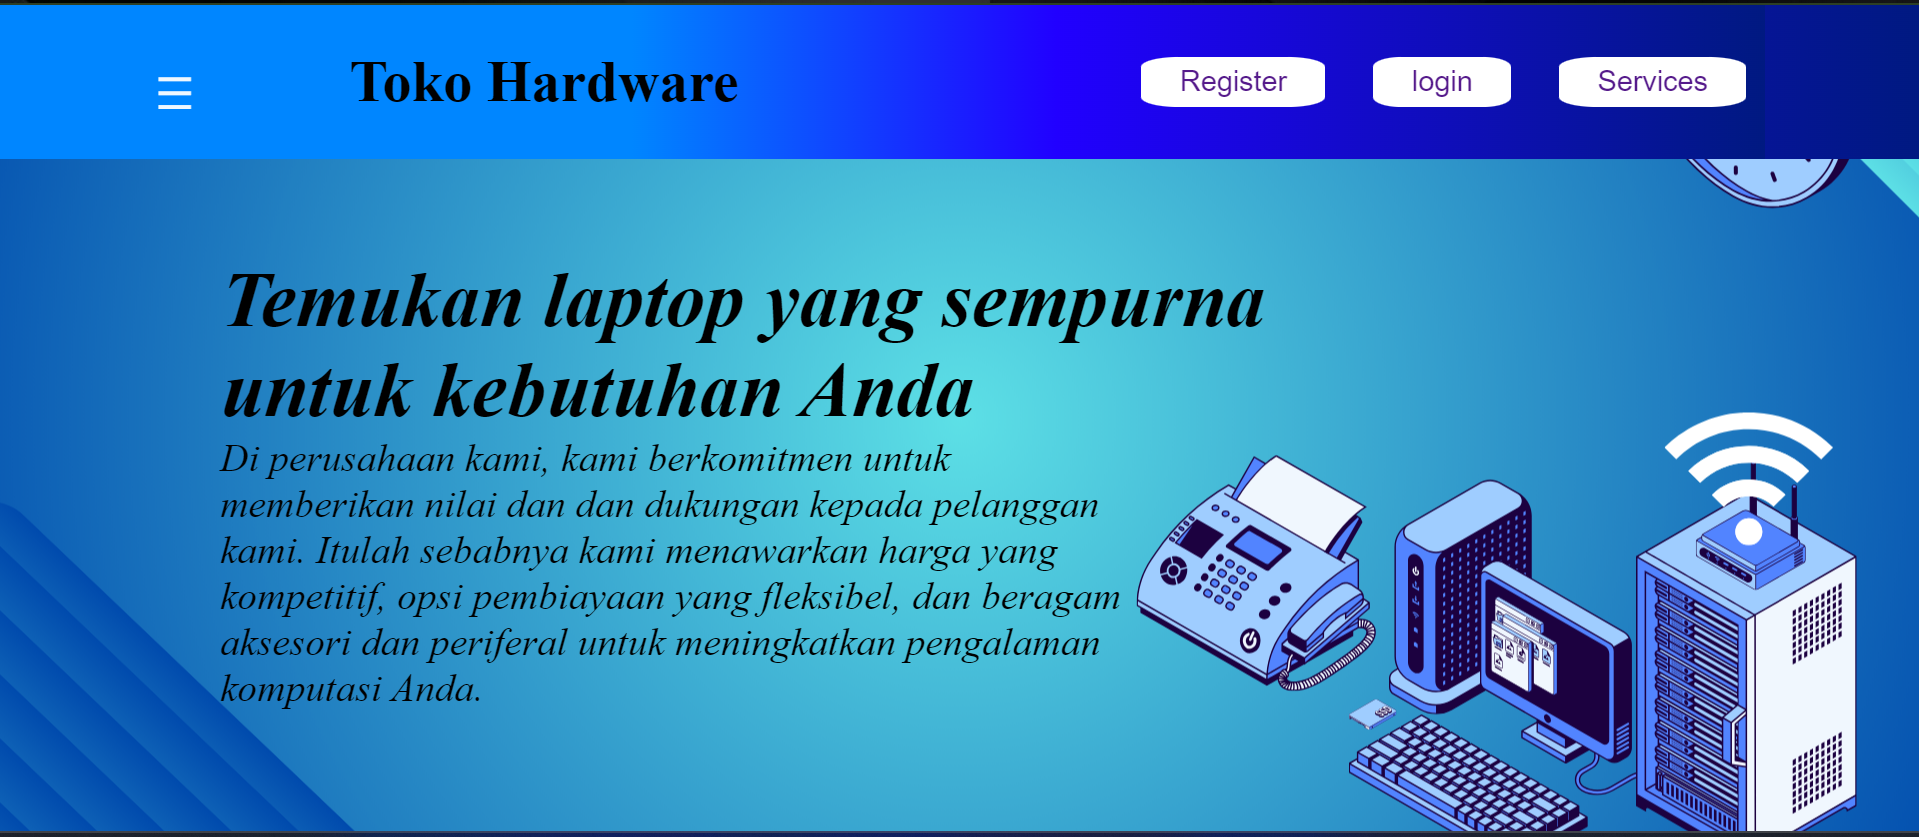 Toko Hardware
Register
login
Services
Temukan laptop yang sempurna
untuk kebutuhan Anda
Di perusahaan kami, kami berkomitmen untuk
memberikan nilai dan dan dukungan kepada pelanggan
kami. Itulah sebabnya kami menawarkan harga yang
kompetitif, opsi pembiayaan yang fleksibel, dan beragam
aksesori dan periferal untuk meningkatkan pengalaman
komputasi Anda.